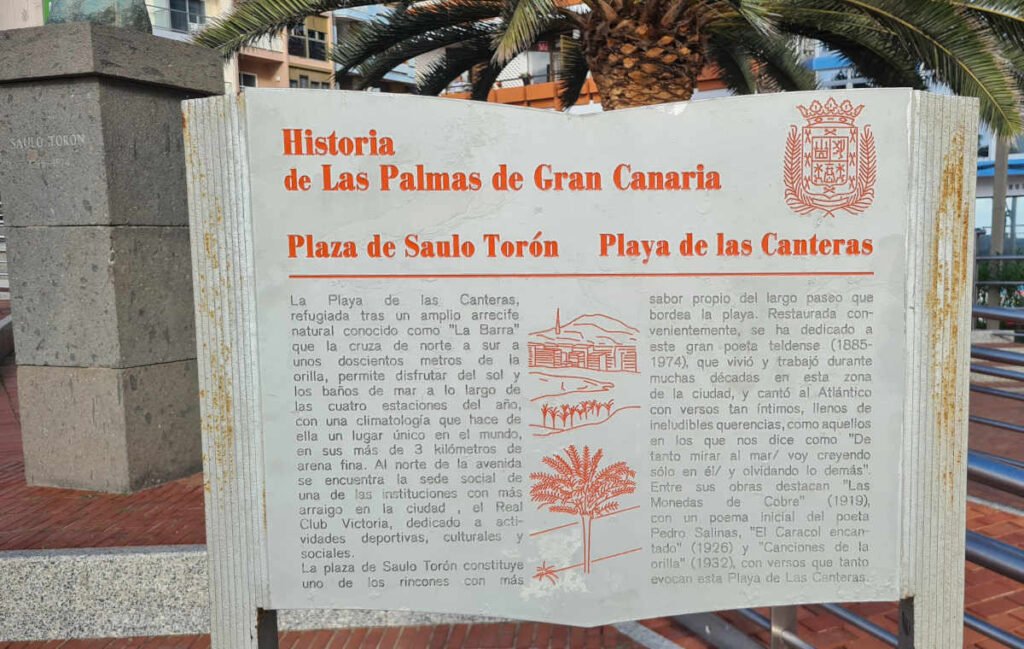 SAULO TORÓN
Historia
de Las Palmas de Gran Canaria
Plaza de Saulo Torón
Playa de las Canteras
La Playa de las Canteras,
refugiada tras un amplio arrecife
natural conocido como "La Barra"
que la cruza de norte a sur a
unos doscientos metros de la
orilla, permite disfrutar del sol y
los baños de mar a lo largo de
las cuatro estaciones del año,
con una climatología que hace de
ella un lugar único en el mundo,
en sus más de 3 kilómetros de
arena fina. Al norte de la avenida
se encuentra la sede social de
una de las instituciones con más
arraigo en la ciudad , el Real
Club Victoria, dedicado a acti-
vidades deportivas, culturales y
sociales.
La plaza de Saulo Torón constituye
uno de los rincones con más
sabor propio del largo paseo que
bordea la playa. Restaurada con-
venientemente, se ha dedicado a
este gran poeta teldense (1885-
1974), que vivió y trabajó durante
muchas décadas en esta zona
de la ciudad, y cantó al Atlántico
con versos tan íntimos, llenos de
ineludibles querencias, como aquellos
en los que nos dice como "De
tanto mirar al mar/ voy creyendo
sólo en él/ y olvidando lo demás".
Entre sus obras destacan "Las
Monedas de Cobre" (1919),
con un poema inicial del poeta
Pedro Salinas, "El Caracol encan-
tado" (1926) y "Canciones de la
orilla" (1932), con versos que tanto
evocan esta Playa de Las Canteras.